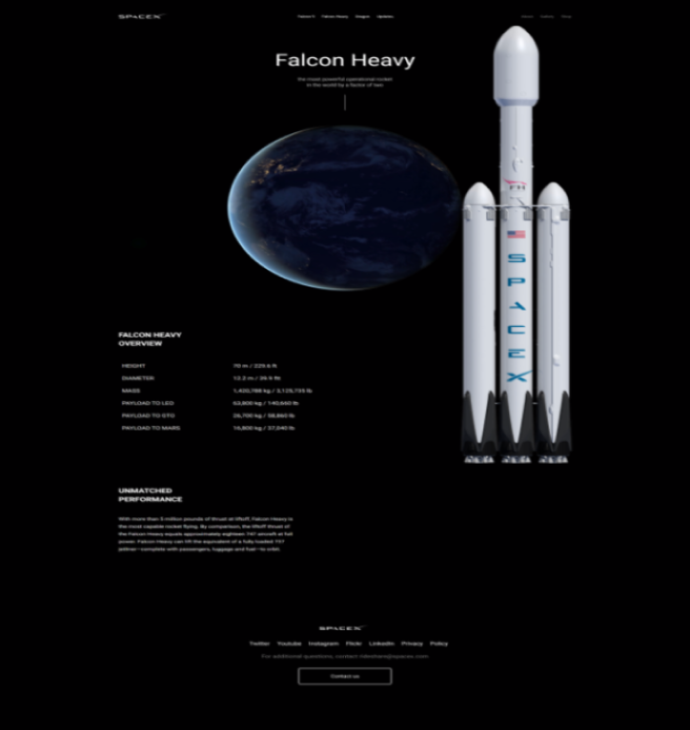 SPACEX
Falcon 9 Falcon Heavy Dragon Updates
Falcon Heavy
the most powerful operational rocket
in the world by a factor of two
FH
SPACEX
FALCON HEAVY
OVERVIEW
HEIGHT 70 m / 229.6 ft
DIAMETER 12.2 m / 39.9 ft
MASS 1,420,788 kg / 3,125,735 lb
PAYLOAD TO LEO 63,800 kg / 140,660 lb
PAYLOAD TO GTO 26,700 kg / 58,860 lb
PAYLOAD TO MARS 16,800 kg / 37,040 lb
UNMATCHED
PERFORMANCE
With more than 5 million pounds of thrust at liftoff, Falcon Heavy is
the most capable rocket flying. By comparison, the liftoff thrust of
the Falcon Heavy equals approximately eighteen 747 aircraft at full
power. Falcon Heavy can lift the equivalent of a fully loaded 737
jetliner—complete with passengers, luggage and fuel—to orbit.
SPACEX
Twitter Youtube Instagram Flickr LinkedIn Privacy Policy
For additional questions, contact rideshare@spacex.com
Contact us